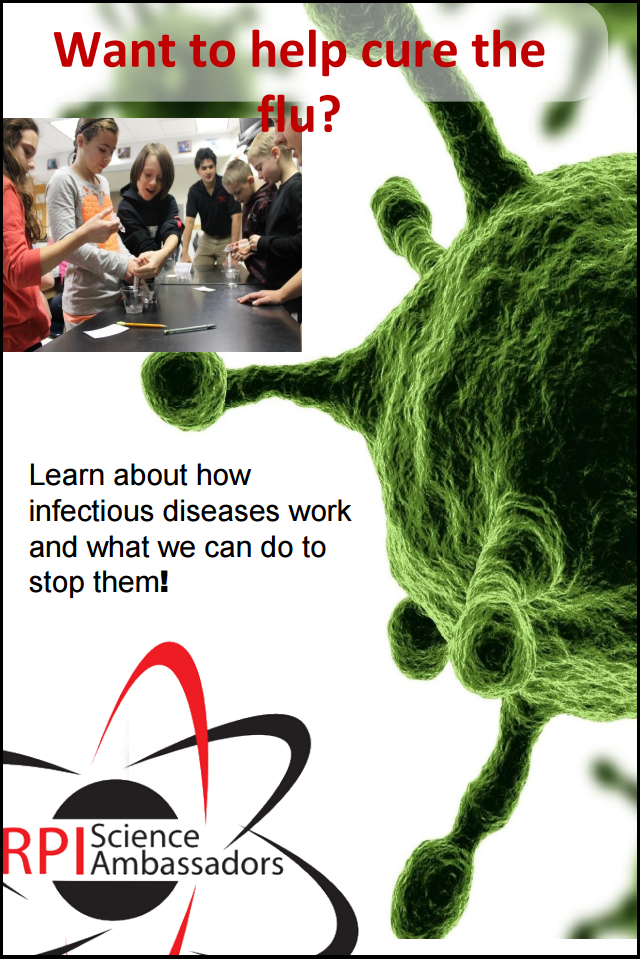 Want to help cure the
flu?
Learn about how
infectious diseases work
and what we can do to
stop them!
RPI Science
Ambassadors